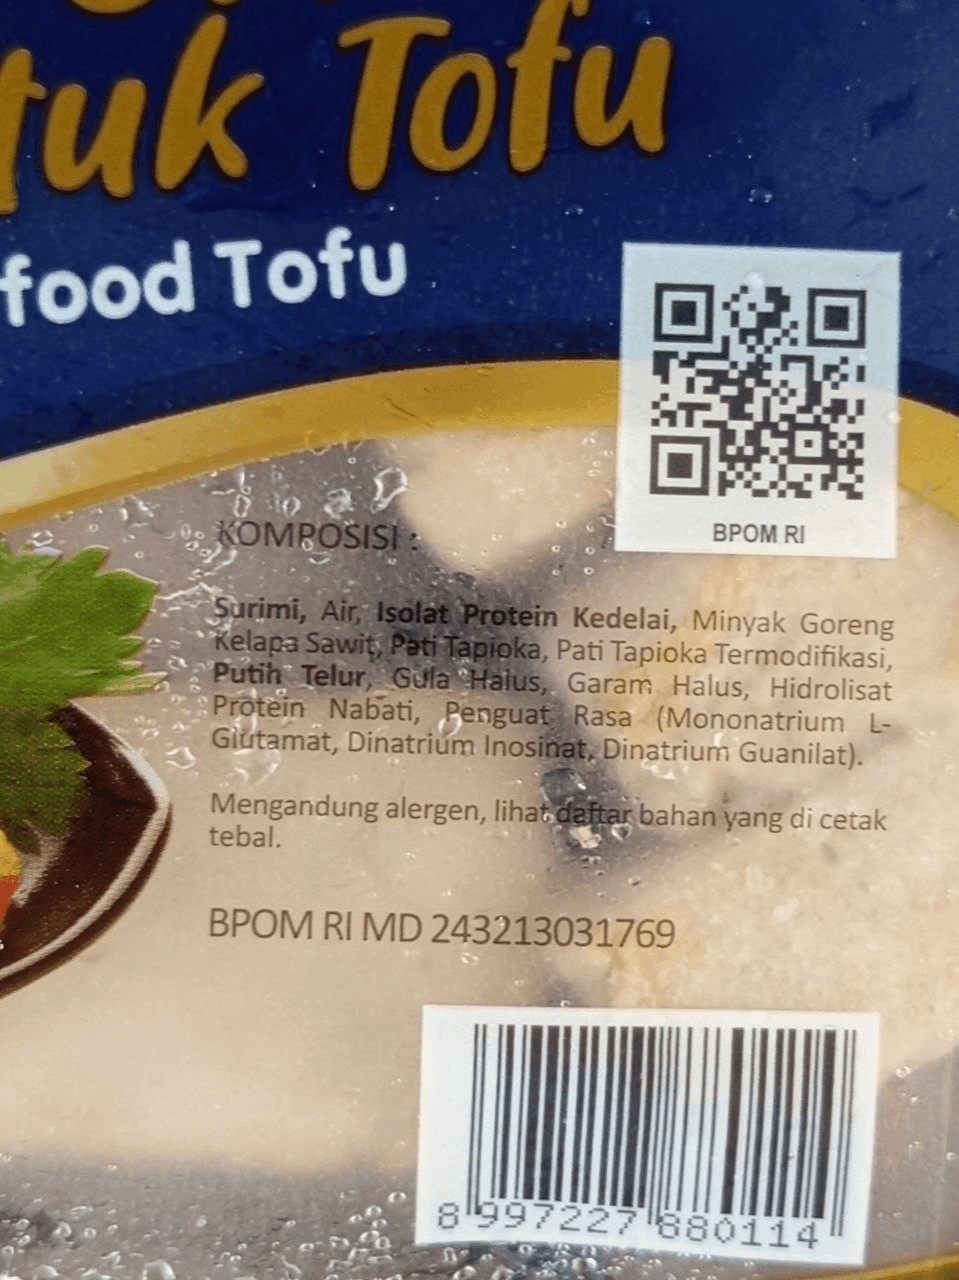 tuk Tofu
food Tofu
BPOM RI
KOMPOSISI :
Surimi, Air, Isolat Protein Kedelai, Minyak Goreng
Kelapa Sawit, Pati Tapioka, Pati Tapioka Termodifikasi,
Putih Telur, Gula Halus, Garam Halus, Hidrolisat
Protein Nabati, Penguat Rasa (Mononatrium L-
Glutamat, Dinatrium Inosinat, Dinatrium Guanilat).
Mengandung alergen, lihat daftar bahan yang di cetak
tebal.
BPOM RI MD 243213031769
8 997227 880114